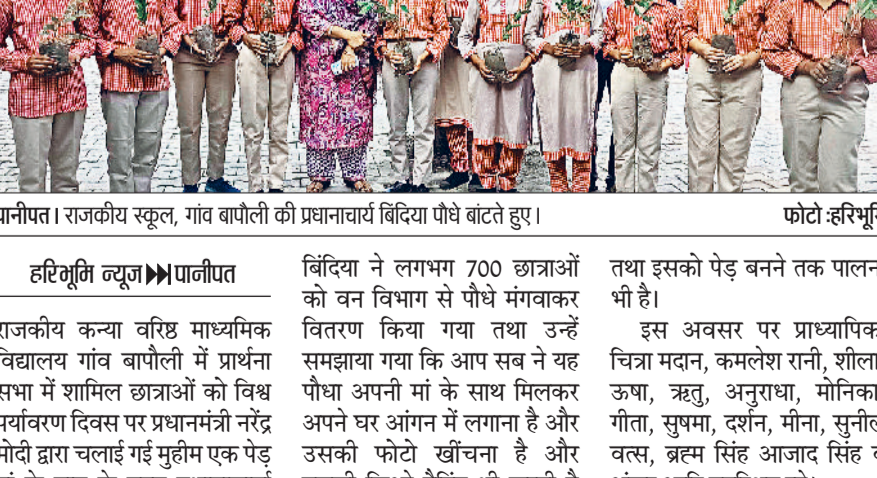 पानीपत। राजकीय स्कूल, गांव बापौली की प्रधानाचार्य बिंदिया पौधे बांटते हुए।
फोटो :हरिभूमि
हरिभूमि न्यूज ▶▶ पानीपत
राजकीय कन्या वरिष्ठ माध्यमिक
विद्यालय गांव बापौली में प्रार्थना
सभा में शामिल छात्राओं को विश्व
पर्यावरण दिवस पर प्रधानमंत्री नरेंद्र
मोदी द्वारा चलाई गई मुहीम एक पेड़
बिंदिया ने लगभग 700 छात्राओं
को वन विभाग से पौधे मंगवाकर
वितरण किया गया तथा उन्हें
समझाया गया कि आप सब ने यह
पौधा अपनी मां के साथ मिलकर
अपने घर आंगन में लगाना है और
उसकी फोटो खींचना है और
तथा इसको पेड़ बनने तक पालन
भी है।
इस अवसर पर प्राध्यापिक
चित्रा मदान, कमलेश रानी, शीला
ऊषा, ऋतु, अनुराधा, मोनिका
गीता, सुषमा, दर्शन, मीना, सुनील
वत्स, ब्रह्म सिंह आजाद सिंह व